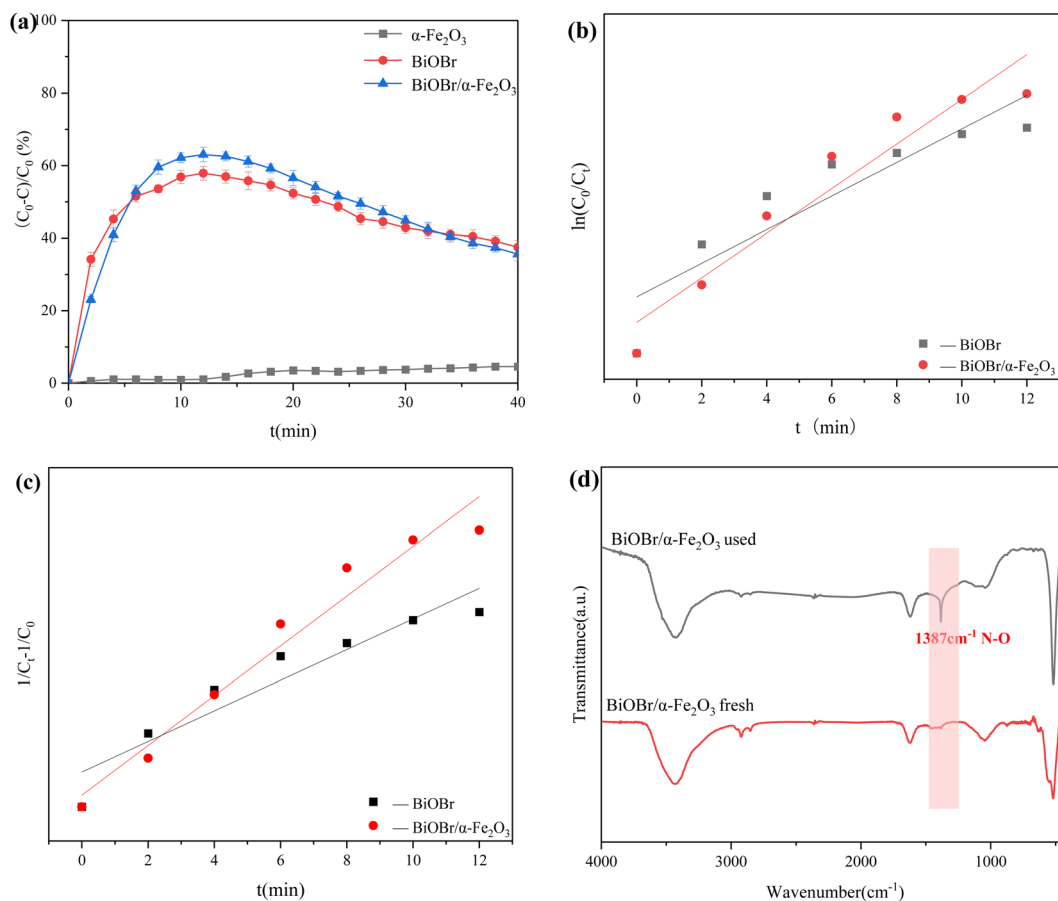 (a)
α-Fe₂O₃
BiOBr
BiOBr/α-Fe₂O₃
(C₀-C)/C₀ (%)
100
80
60
40
20
0
0 10 20 30 40
t(min)
(b)
ln(C₀/Cₜ)
BiOBr
BiOBr/α-Fe₂O₃
0 2 4 6 8 10 12
t (min)
(c)
1/Cₜ-1/C₀
BiOBr
BiOBr/α-Fe₂O₃
0 2 4 6 8 10 12
t(min)
(d)
Transmittance(a.u.)
BiOBr/α-Fe₂O₃ used
1387cm⁻¹ N-O
BiOBr/α-Fe₂O₃ fresh
4000 3000 2000 1000
Wavenumber(cm⁻¹)